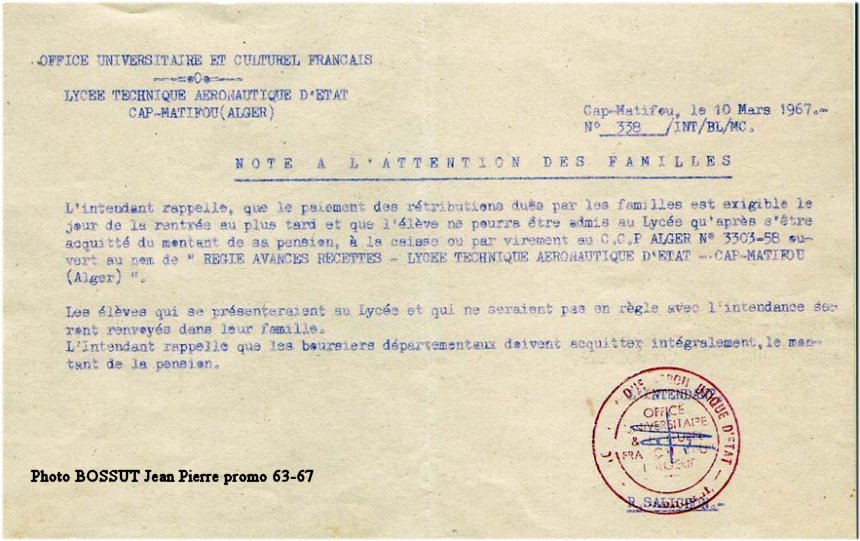 OFFICE UNIVERSITAIRE ET CULTUREL FRANCAIS
LYCEE TECHNIQUE AERONAUTIQUE D'ETAT
CAP-MATIFOU(ALGER)
Cap-Matifou, le 10 Mars 1967.-
N° 338 /INT/BL/MC.
NOTE A L'ATTENTION DES FAMILLES
L'intendant rappelle, que le paiement des rétributions dues par les familles est exigible le
jour de la rentrée au plus tard et que l'élève ne pourra être admis au Lycée qu'après s'être
acquitté du montant de sa pension, à la caisse ou par virement au C.C.P ALGER N° 3303-58 ou-
vert au nom de " REGIE AVANCES RECETTES - LYCEE TECHNIQUE AERONAUTIQUE D'ETAT - CAP-MATIFOU
(Alger) ".
Les élèves qui se présenteraient au Lycée et qui ne seraient pas en règle avec l'intendance se-
ront renvoyés dans leur famille.
L'Intendant rappelle que les boursiers départementaux doivent acquitter intégralement, le mon-
tant de la pension.
L'INTENDANT
OFFICE
UNIVERSITAIRE
D'ETAT
R.SALICHON.-
Photo BOSSUT Jean Pierre promo 63-67